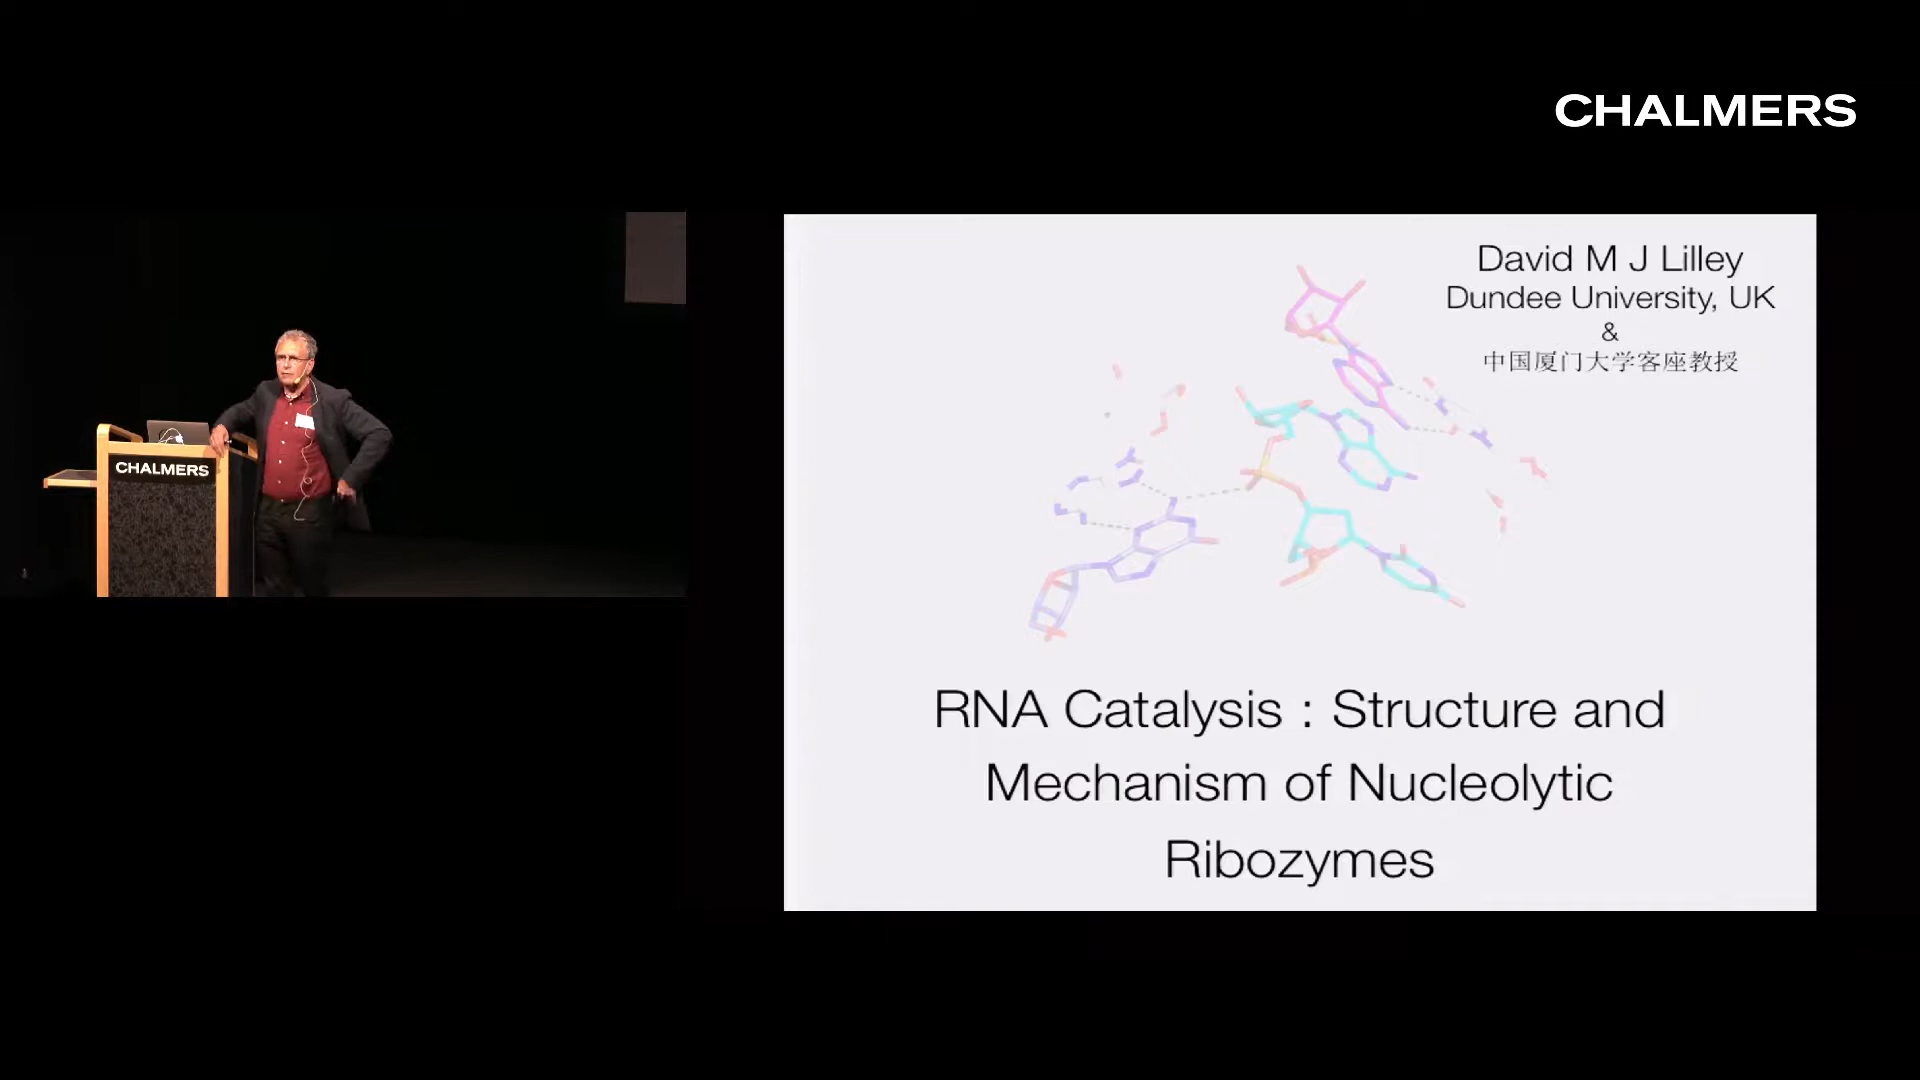 CHALMERS
CHALMERS
David M J Lilley
Dundee University, UK
&
中国厦门大学客座教授
RNA Catalysis : Structure and
Mechanism of Nucleolytic
Ribozymes